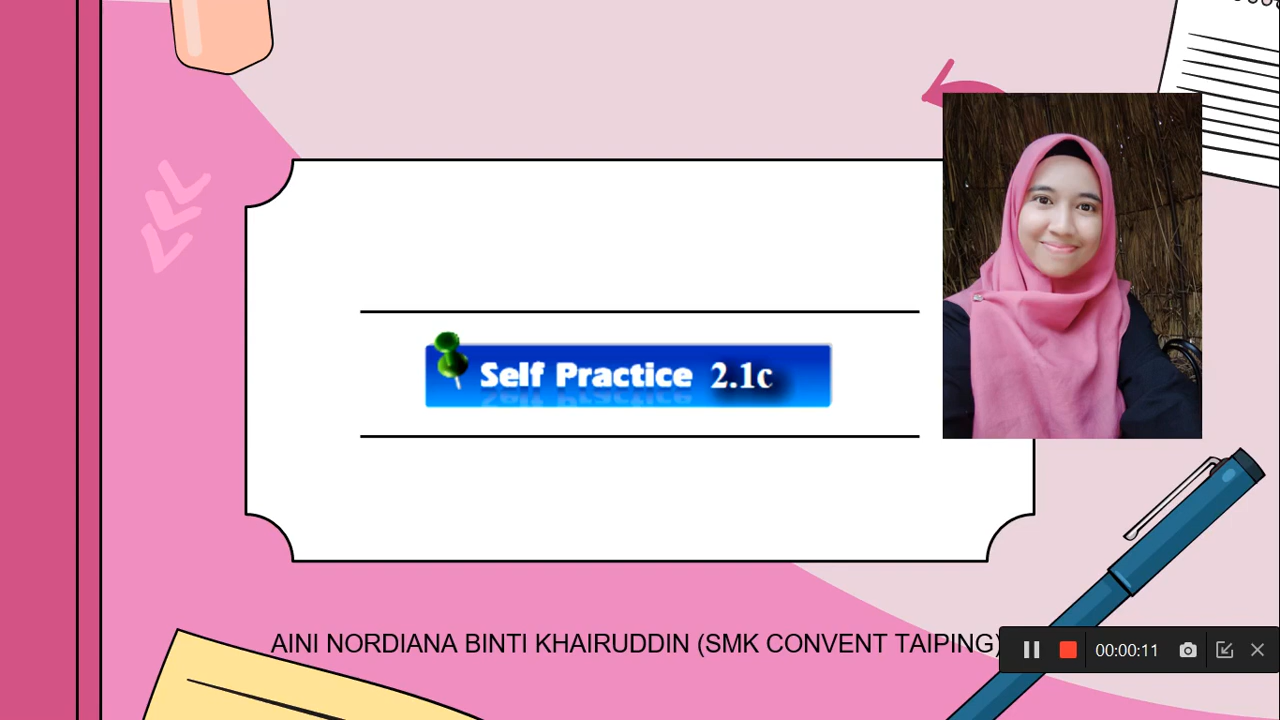 Self Practice 2.1c
AINI NORDIANA BINTI KHAIRUDDIN (SMK CONVENT TAIPING)
00:00:11